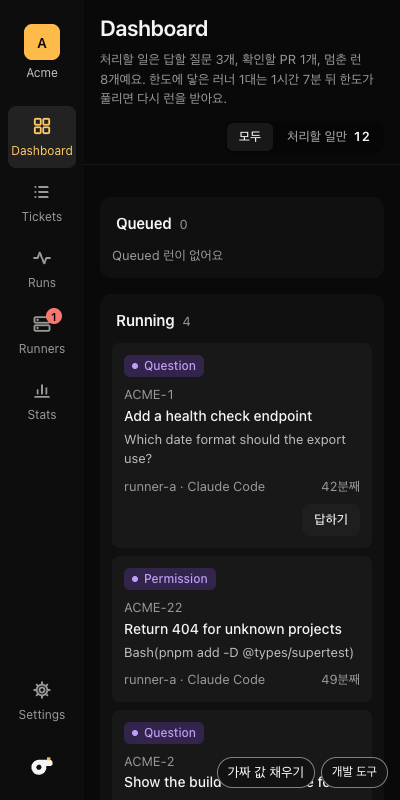 A
Acme
Dashboard
Tickets
Runs
1
Runners
Stats
Settings
Dashboard
처리할 일은 답할 질문 3개, 확인할 PR 1개, 멈춘 런
8개예요. 한도에 닿은 러너 1대는 1시간 7분 뒤 한도가
풀리면 다시 런을 받아요.
모두
처리할 일만 12
Queued 0
Queued 런이 없어요
Running 4
Question
ACME-1
Add a health check endpoint
Which date format should the export
use?
runner-a · Claude Code 42분째
답하기
Permission
ACME-22
Return 404 for unknown projects
Bash(pnpm add -D @types/supertest)
runner-a · Claude Code 49분째
Question
ACME-2
Show the build
가짜 값 채우기
개발 도구